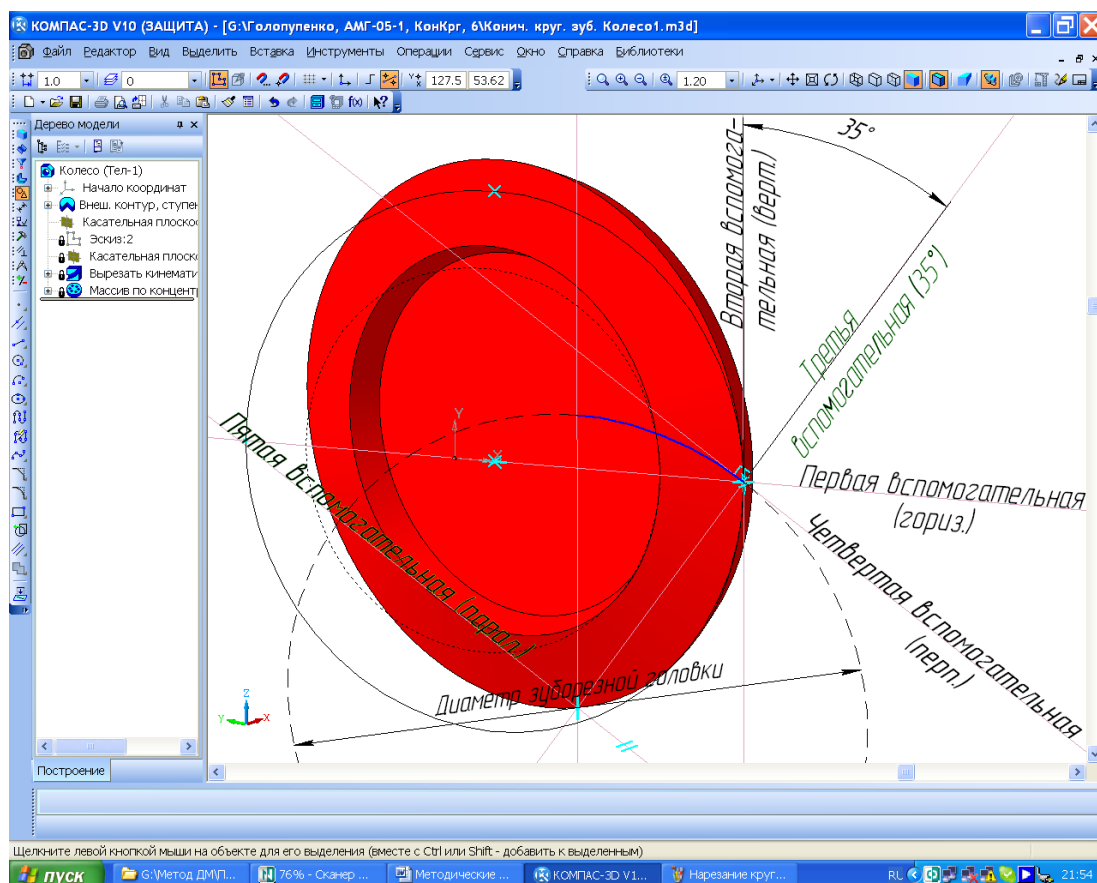 КОМПАС-3D V10 (ЗАЩИТА) - [G:\Голопупенко, АМГ-05-1, КонКрг, 6\Конич. круг. зуб. Колесо1.m3d]
Файл Редактор Вид Выделить Вставка Инструменты Операции Сервис Окно Справка Библиотеки
1.0 0 127.5 53.62 1.20
f(x)
Дерево модели
Колесо (Тел-1)
Начало координат
Внеш. контур, ступен
Касательная плоско
Эскиз:2
Касательная плоск
Вырезать кинемати
Массив по концент
Построение
35°
Вторая вспомога-
тельная (верт.)
Третья
вспомогательная (35°)
Первая вспомогательная
(гориз.)
Четвертая вспомогательная
(перп.)
Пятая вспомогательная (парал.)
Диаметр зуборезной головки
Y
X
Z
Y
X
Щелкните левой кнопкой мыши на объекте для его выделения (вместе с Ctrl или Shift - добавить к выделенным)
пуск
G:\Метод ДМ\П...
76% - Сканер ...
Методические ...
КОМПАС-3D V1...
Нарезание круг...
RU
21:54